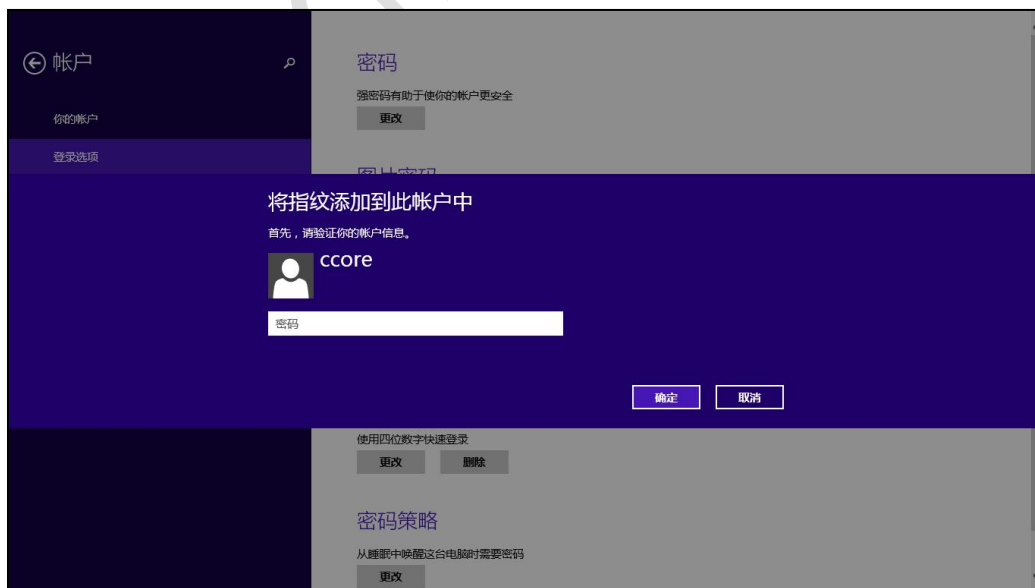 帐户
你的帐户
登录选项
密码
强密码有助于使你的帐户更安全
更改
图片密码
将指纹添加到此帐户中
首先，请验证你的帐户信息。
ccore
密码
确定 取消
使用四位数字快速登录
更改 删除
密码策略
从睡眠中唤醒这台电脑时需要密码
更改